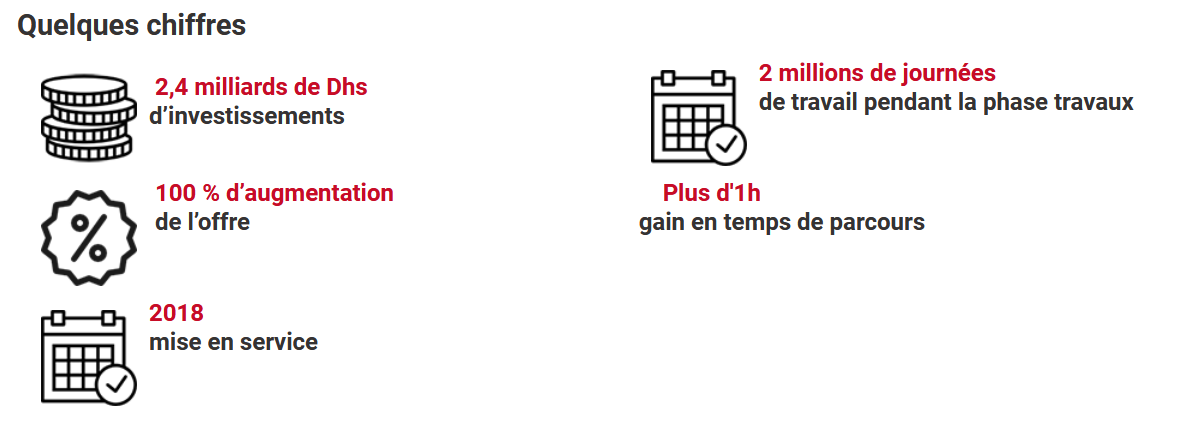 Quelques chiffres
2,4 milliards de Dhs
d’investissements
2 millions de journées
de travail pendant la phase travaux
100 % d’augmentation
de l’offre
Plus d'1h
gain en temps de parcours
2018
mise en service